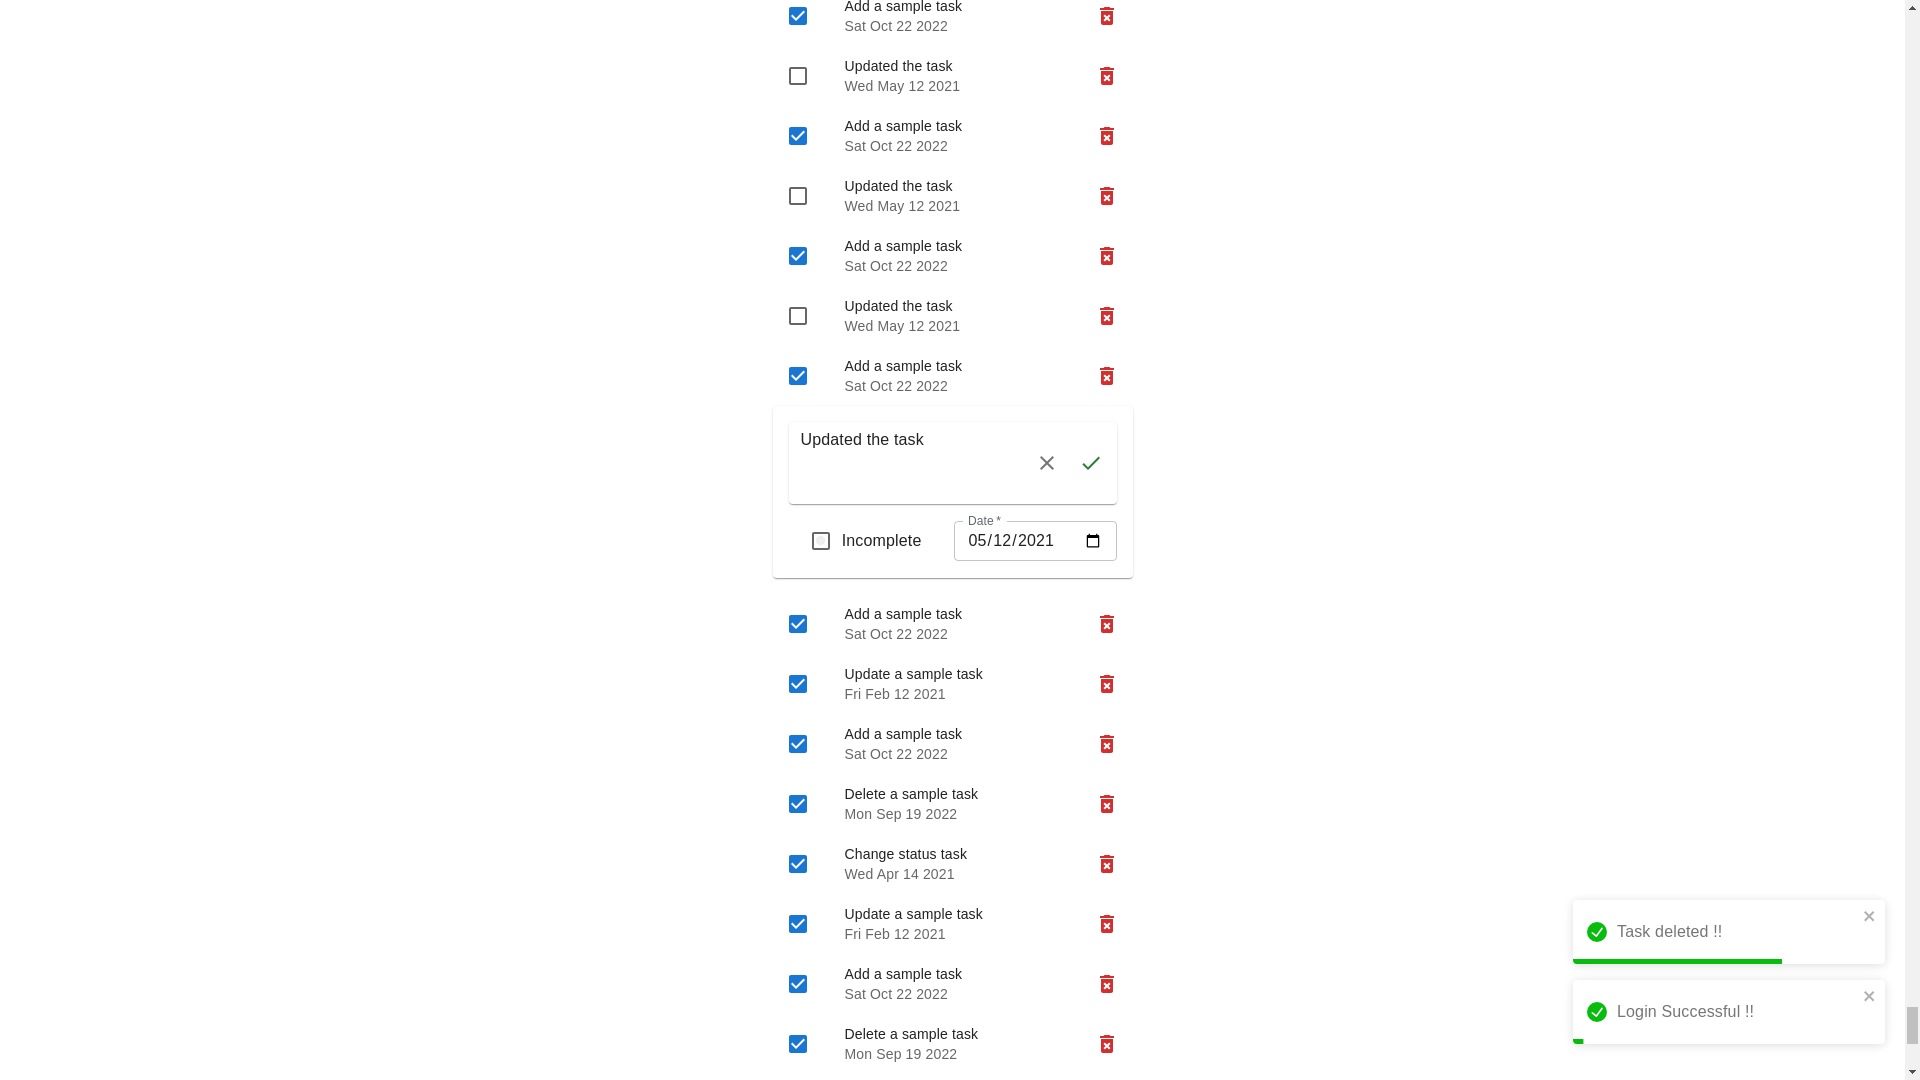 Add a sample task
Sat Oct 22 2022
Updated the task
Wed May 12 2021
Add a sample task
Sat Oct 22 2022
Updated the task
Wed May 12 2021
Add a sample task
Sat Oct 22 2022
Updated the task
Wed May 12 2021
Add a sample task
Sat Oct 22 2022
Updated the task
Incomplete
Date *
05/12/2021
Add a sample task
Sat Oct 22 2022
Update a sample task
Fri Feb 12 2021
Add a sample task
Sat Oct 22 2022
Delete a sample task
Mon Sep 19 2022
Change status task
Wed Apr 14 2021
Update a sample task
Fri Feb 12 2021
Add a sample task
Sat Oct 22 2022
Delete a sample task
Mon Sep 19 2022
Task deleted !!
Login Successful !!